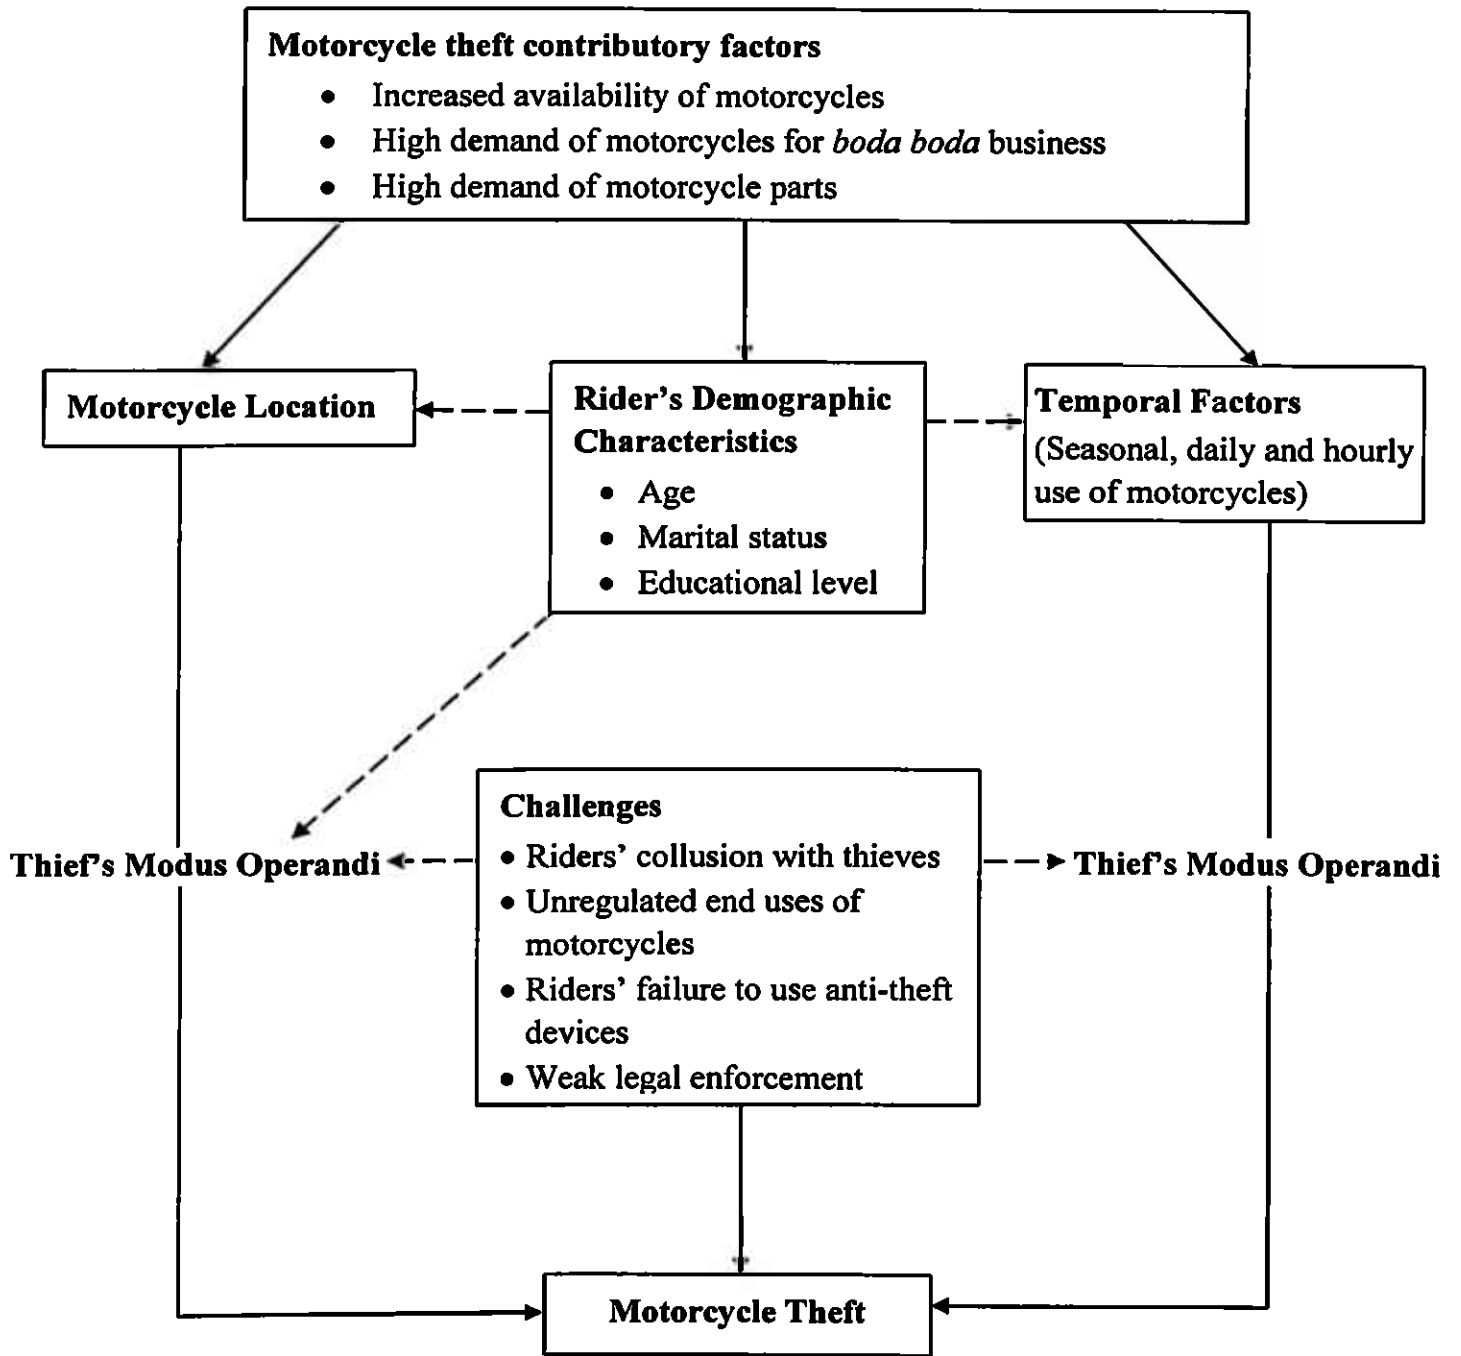 Motorcycle theft contributory factors
• Increased availability of motorcycles
• High demand of motorcycles for boda boda business
• High demand of motorcycle parts
Motorcycle Location
Rider's Demographic
Characteristics
• Age
• Marital status
• Educational level
Temporal Factors
(Seasonal, daily and hourly
use of motorcycles)
Thief's Modus Operandi
Challenges
• Riders' collusion with thieves
• Unregulated end uses of
motorcycles
• Riders' failure to use anti-theft
devices
• Weak legal enforcement
Thief's Modus Operandi
Motorcycle Theft